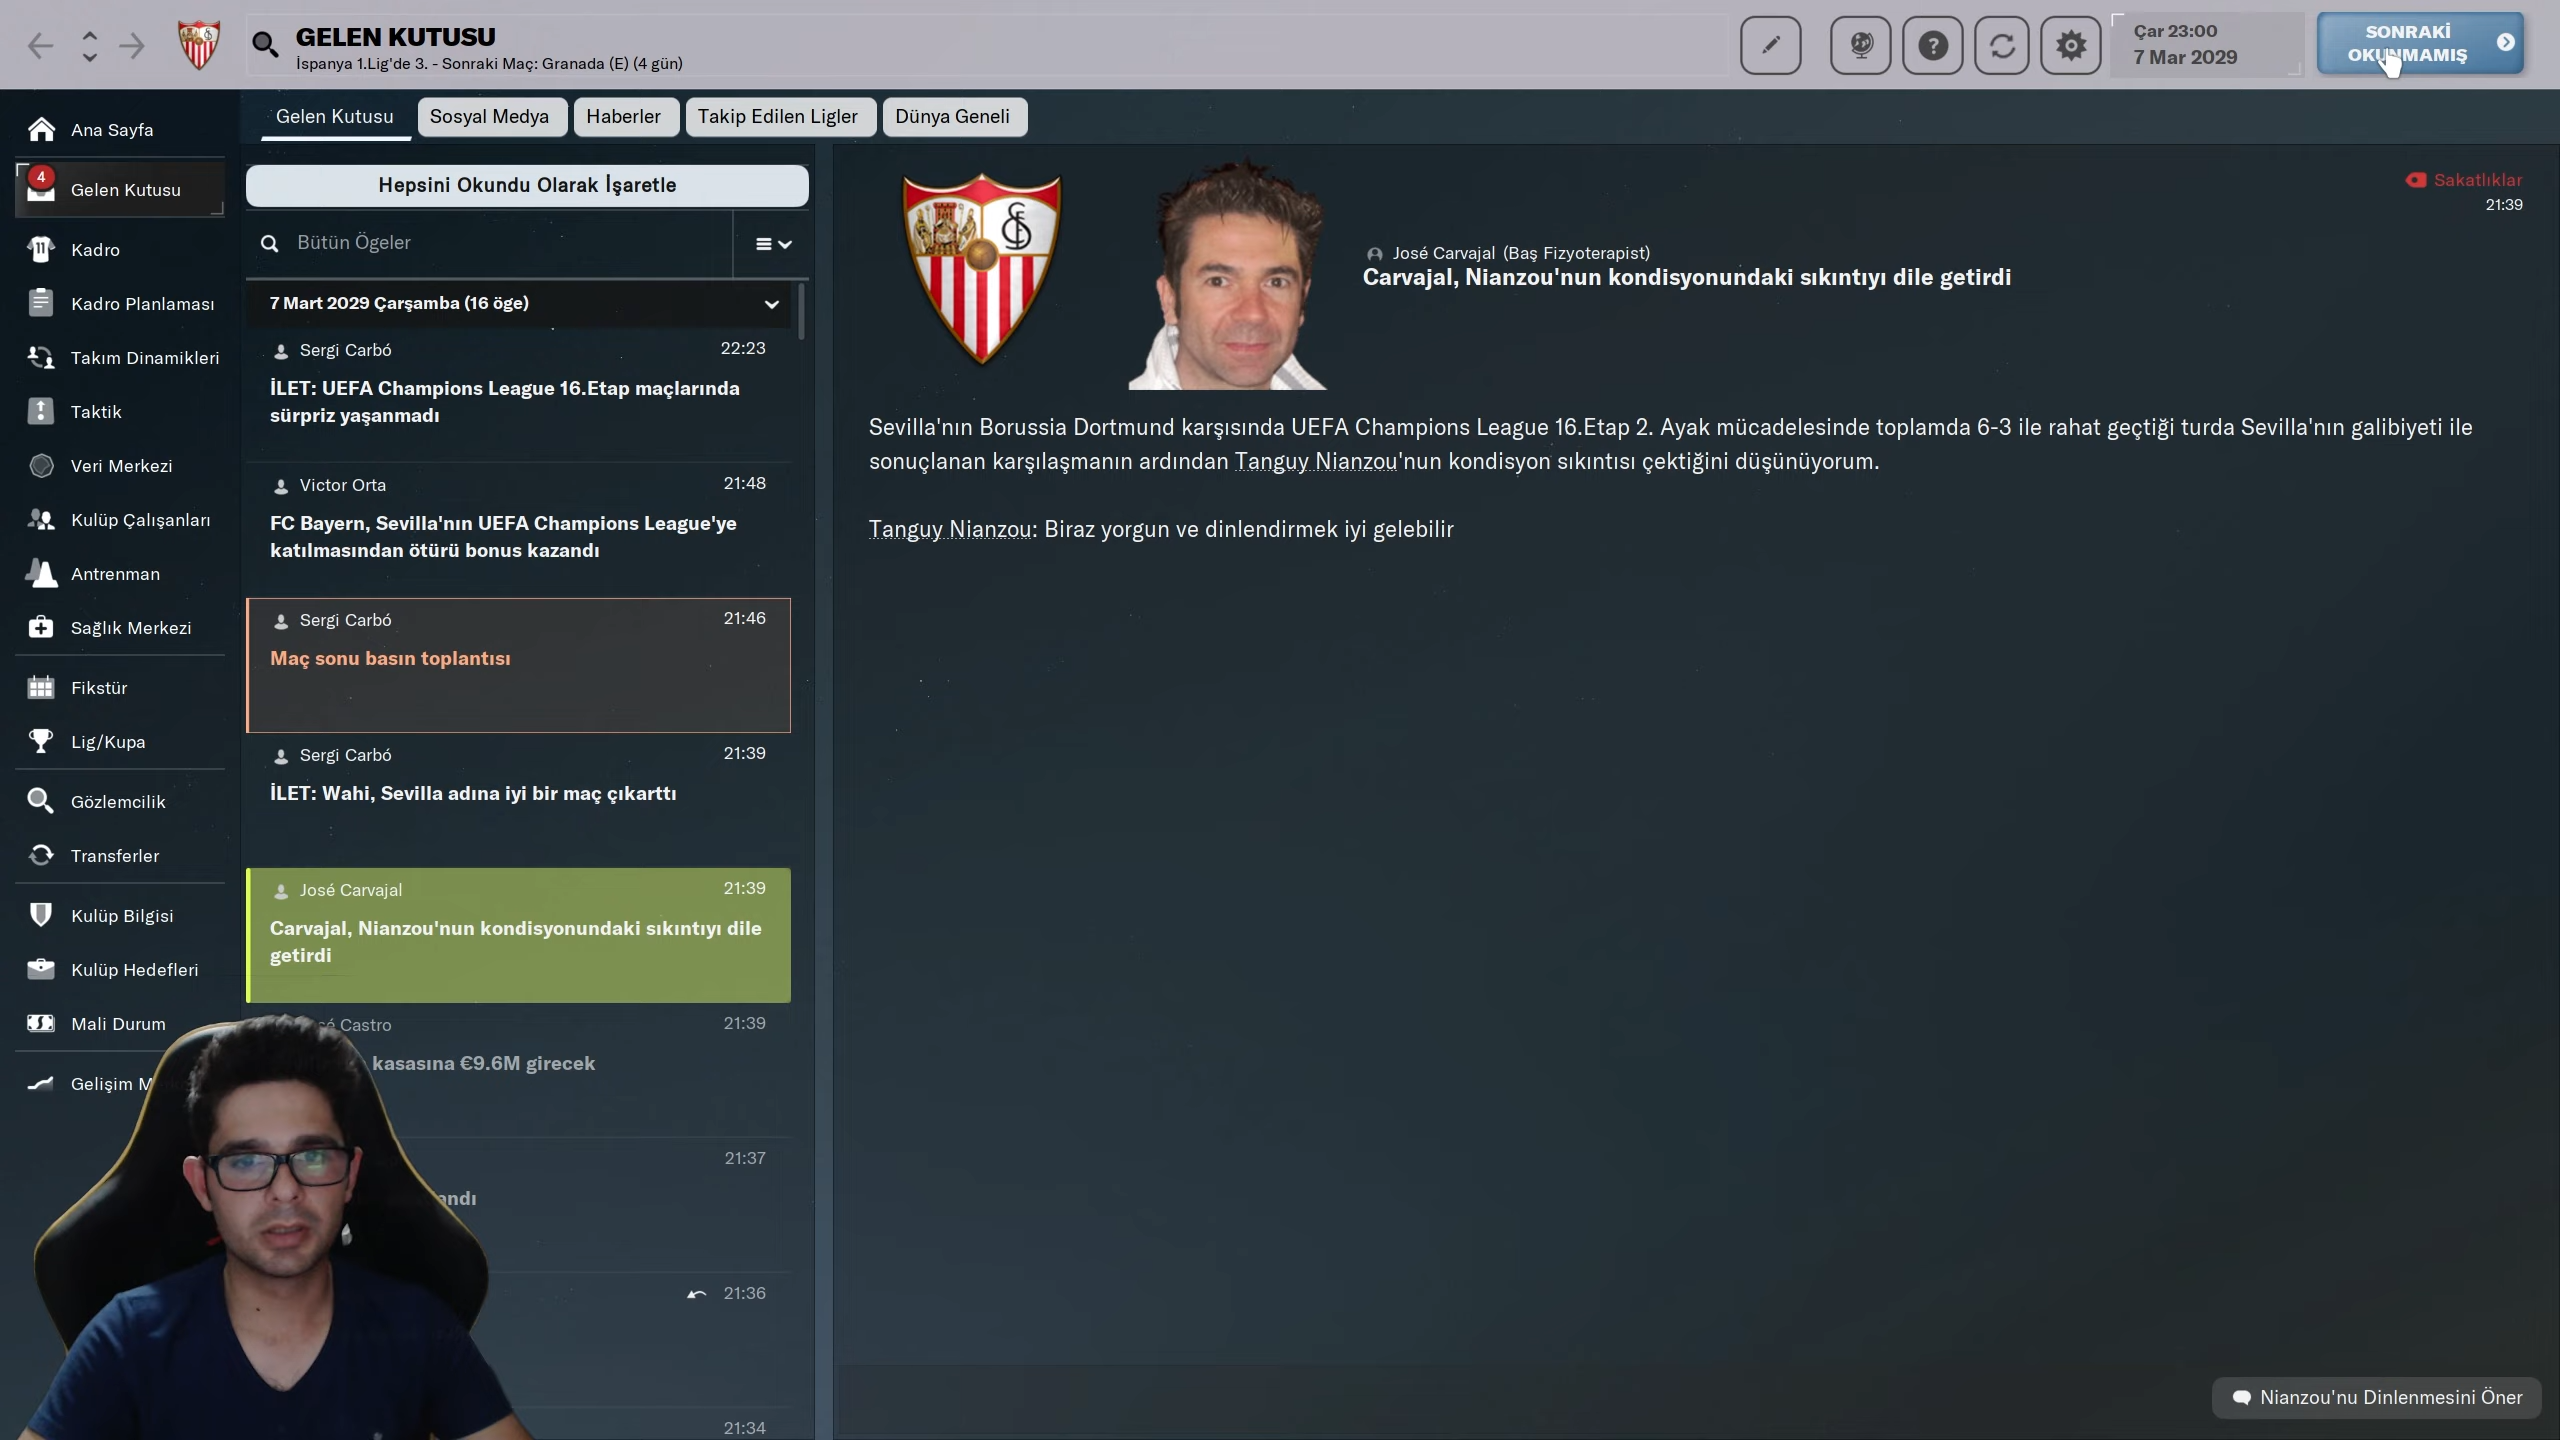 GELEN KUTUSU
İspanya 1.Lig'de 3. - Sonraki Maç: Granada (E) (4 gün)
Çar 23:00
7 Mar 2029
SONRAKİ
OKUNMAMIŞ
Ana Sayfa
4
Gelen Kutusu
Kadro
Kadro Planlaması
Takım Dinamikleri
Taktik
Veri Merkezi
Kulüp Çalışanları
Antrenman
Sağlık Merkezi
Fikstür
Lig/Kupa
Gözlemcilik
Transferler
Kulüp Bilgisi
Kulüp Hedefleri
Mali Durum
Gelişim
Gelen Kutusu
Sosyal Medya
Haberler
Takip Edilen Ligler
Dünya Geneli
Hepsini Okundu Olarak İşaretle
Bütün Ögeler
7 Mart 2029 Çarşamba (16 öge)
Sergi Carbó 22:23
İLET: UEFA Champions League 16.Etap maçlarında
sürpriz yaşanmadı
Victor Orta 21:48
FC Bayern, Sevilla'nın UEFA Champions League'ye
katılmasından ötürü bonus kazandı
Sergi Carbó 21:46
Maç sonu basın toplantısı
Sergi Carbó 21:39
İLET: Wahi, Sevilla adına iyi bir maç çıkarttı
José Carvajal 21:39
Carvajal, Nianzou'nun kondisyonundaki sıkıntıyı dile
getirdi
Castro 21:39
kasasına €9.6M girecek
21:37
21:36
21:34
Sakatlıklar
21:39
José Carvajal (Baş Fizyoterapist)
Carvajal, Nianzou'nun kondisyonundaki sıkıntıyı dile getirdi
Sevilla'nın Borussia Dortmund karşısında UEFA Champions League 16.Etap 2. Ayak mücadelesinde toplamda 6-3 ile rahat geçtiği turda Sevilla'nın galibiyeti ile
sonuçlanan karşılaşmanın ardından Tanguy Nianzou'nun kondisyon sıkıntısı çektiğini düşünüyorum.
Tanguy Nianzou: Biraz yorgun ve dinlendirmek iyi gelebilir
Nianzou'nu Dinlenmesini Öner